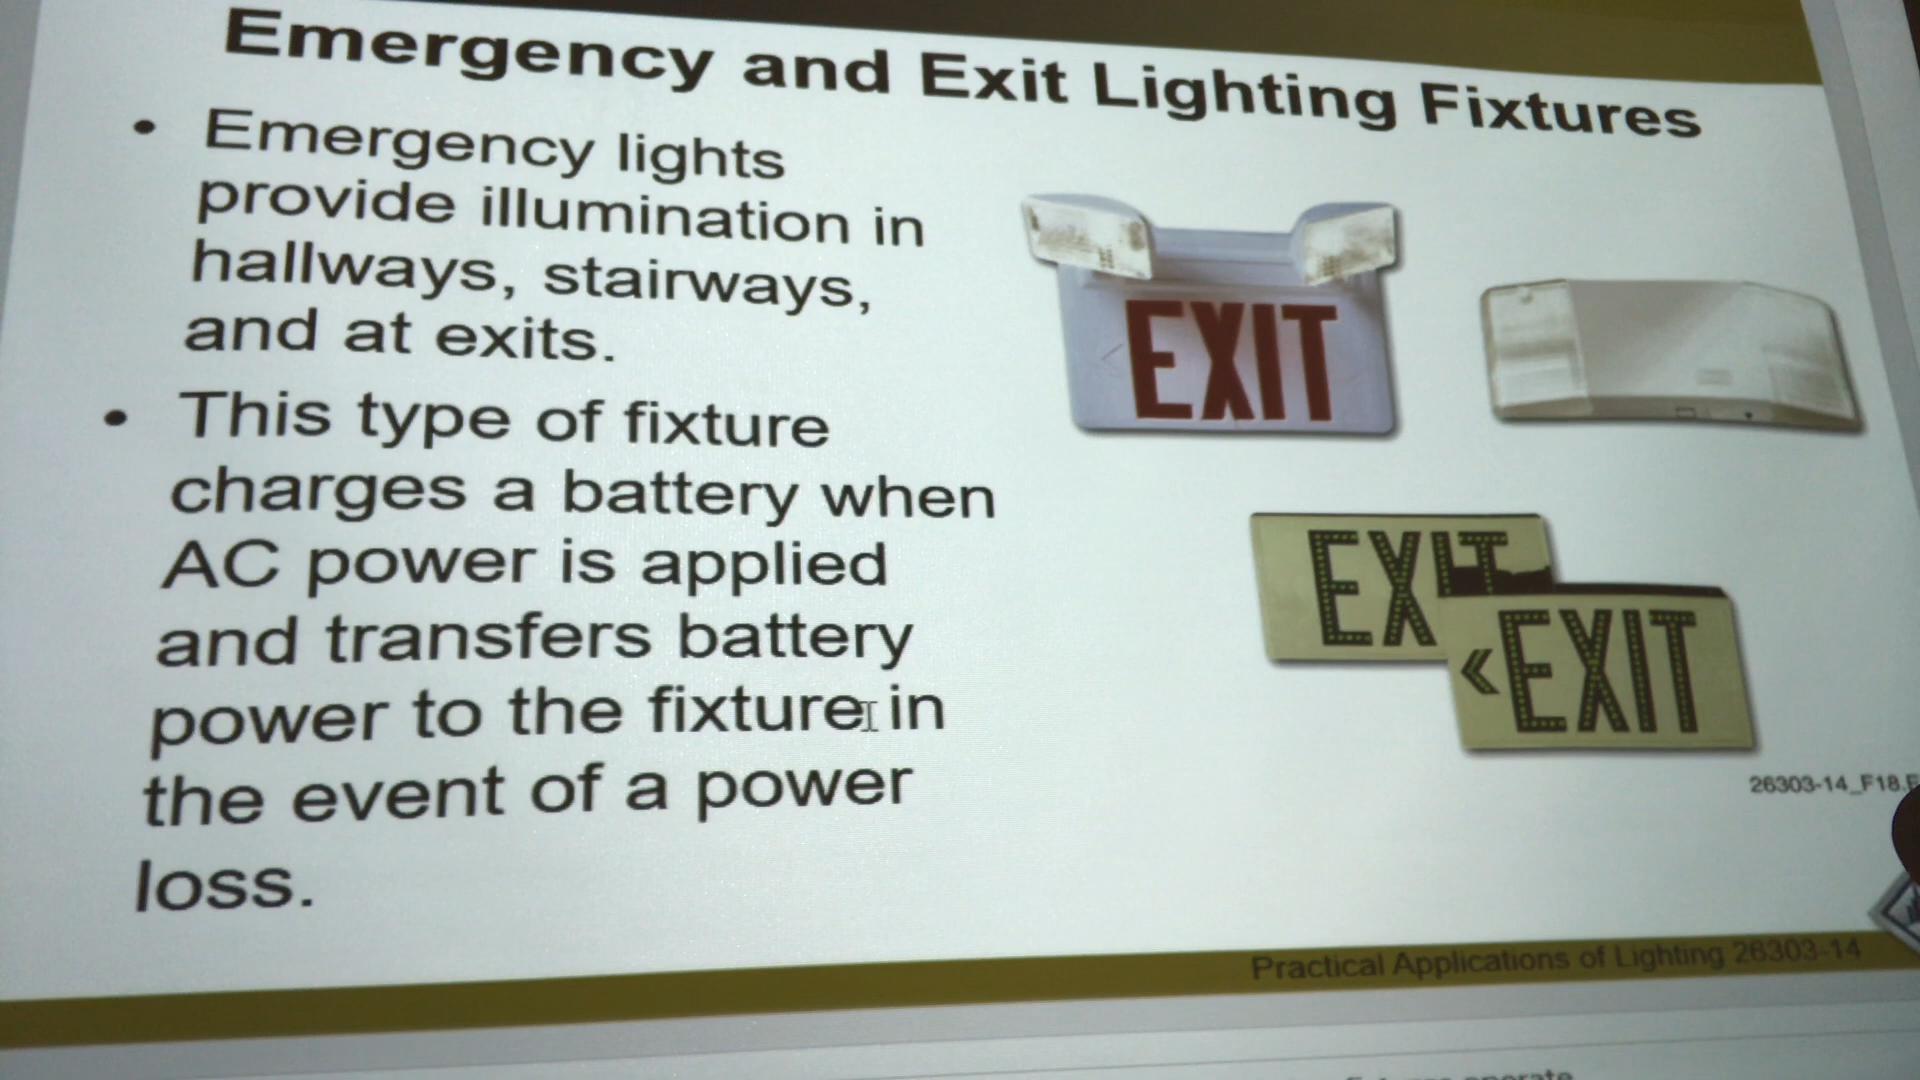 Emergency and Exit Lighting Fixtures
• Emergency lights
provide illumination in
hallways, stairways,
and at exits.
• This type of fixture
charges a battery when
AC power is applied
and transfers battery
power to the fixture in
the event of a power
loss.
EXIT
EXIT
EXIT
26303-14_F18.E
Practical Applications of Lighting 26303-14
operate